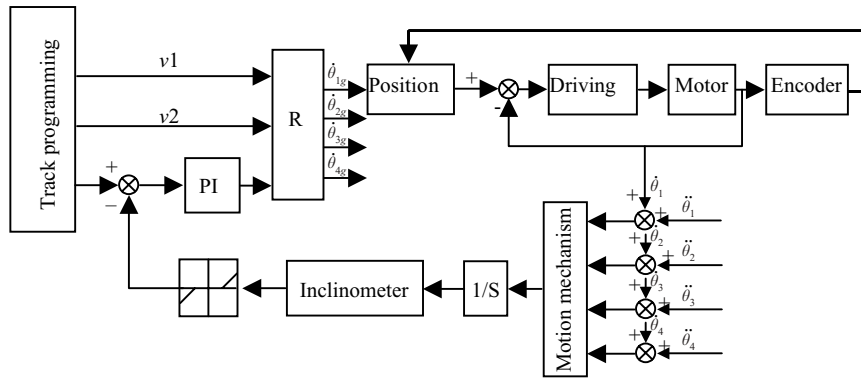 Track programming
v1
v2
+
−
PI
R
θ̇1g
θ̇2g
θ̇3g
θ̇4g
Position
+
-
Driving
Motor
Encoder
θ̇1
+
+
θ̈1
θ̇2
+
+
θ̈2
θ̇3
+
+
θ̈3
θ̇4
+
+
θ̈4
Motion mechanism
1/S
Inclinometer